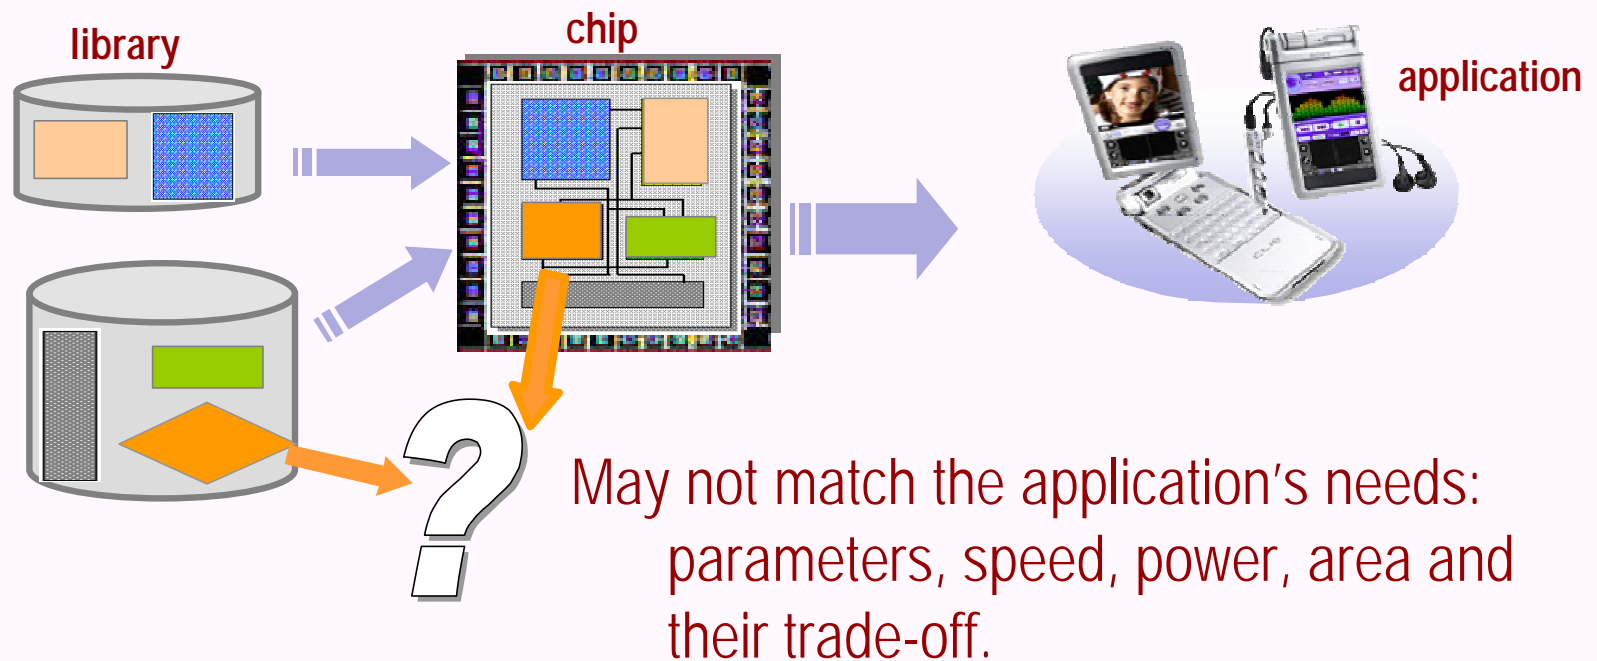 library
chip
application
May not match the application's needs:
parameters, speed, power, area and
their trade-off.